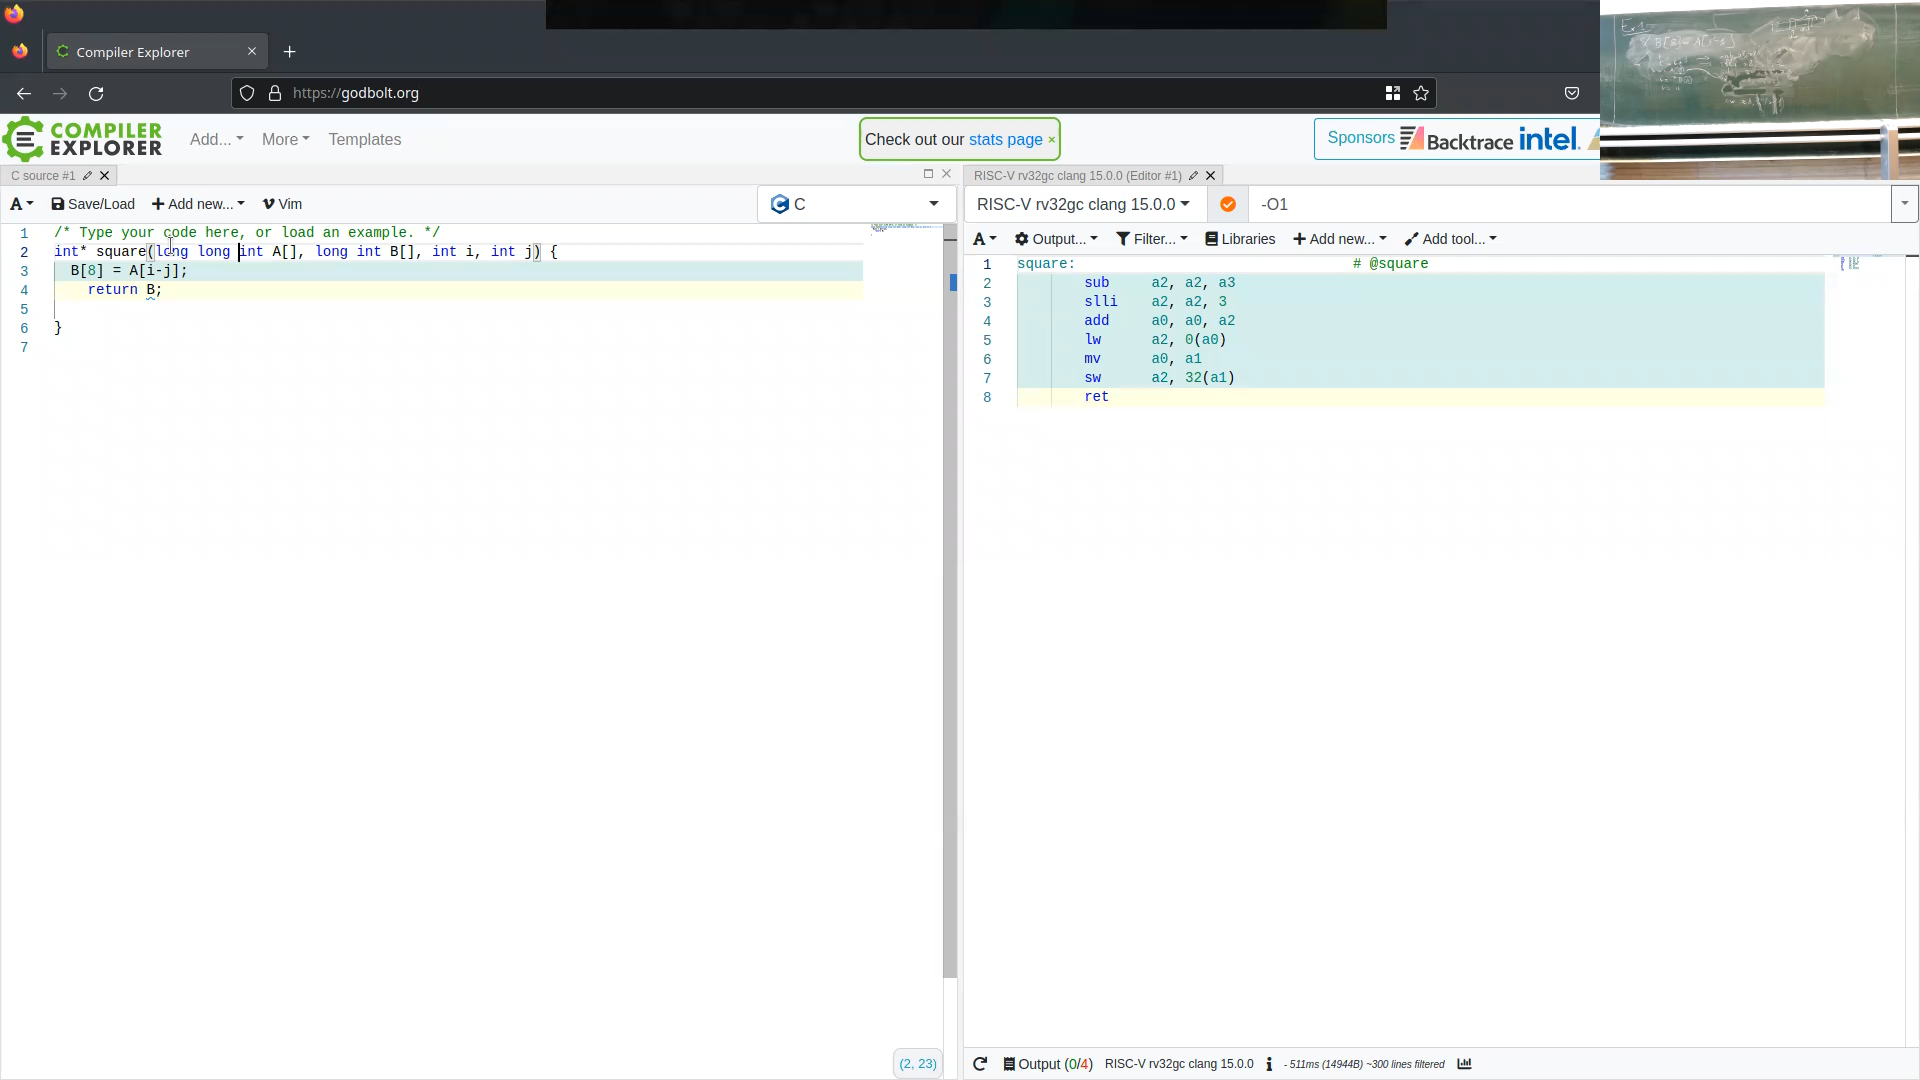 Compiler Explorer
https://godbolt.org
COMPILER
EXPLORER
Add...
More
Templates
Check out our stats page ×
Sponsors
Backtrace
intel.
C source #1
A
Save/Load
Add new...
Vim
C
1 /* Type your code here, or load an example. */
2 int* square(long long int A[], long int B[], int i, int j) {
3 B[8] = A[i-j];
4 return B;
5
6 }
7
(2, 23)
RISC-V rv32gc clang 15.0.0 (Editor #1)
RISC-V rv32gc clang 15.0.0
-O1
A
Output...
Filter...
Libraries
Add new...
Add tool...
1 square: # @square
2 sub a2, a2, a3
3 slli a2, a2, 3
4 add a0, a0, a2
5 lw a2, 0(a0)
6 mv a0, a1
7 sw a2, 32(a1)
8 ret
Output (0/4) RISC-V rv32gc clang 15.0.0 i - 511ms (14944B) ~300 lines filtered